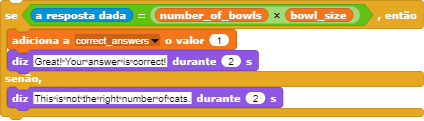 se a resposta dada = number_of_bowls × bowl_size , então
adiciona a correct_answers o valor 1
diz Great! Your answer is correct! durante 2 s
senão,
diz This is not the right number of cats. durante 2 s